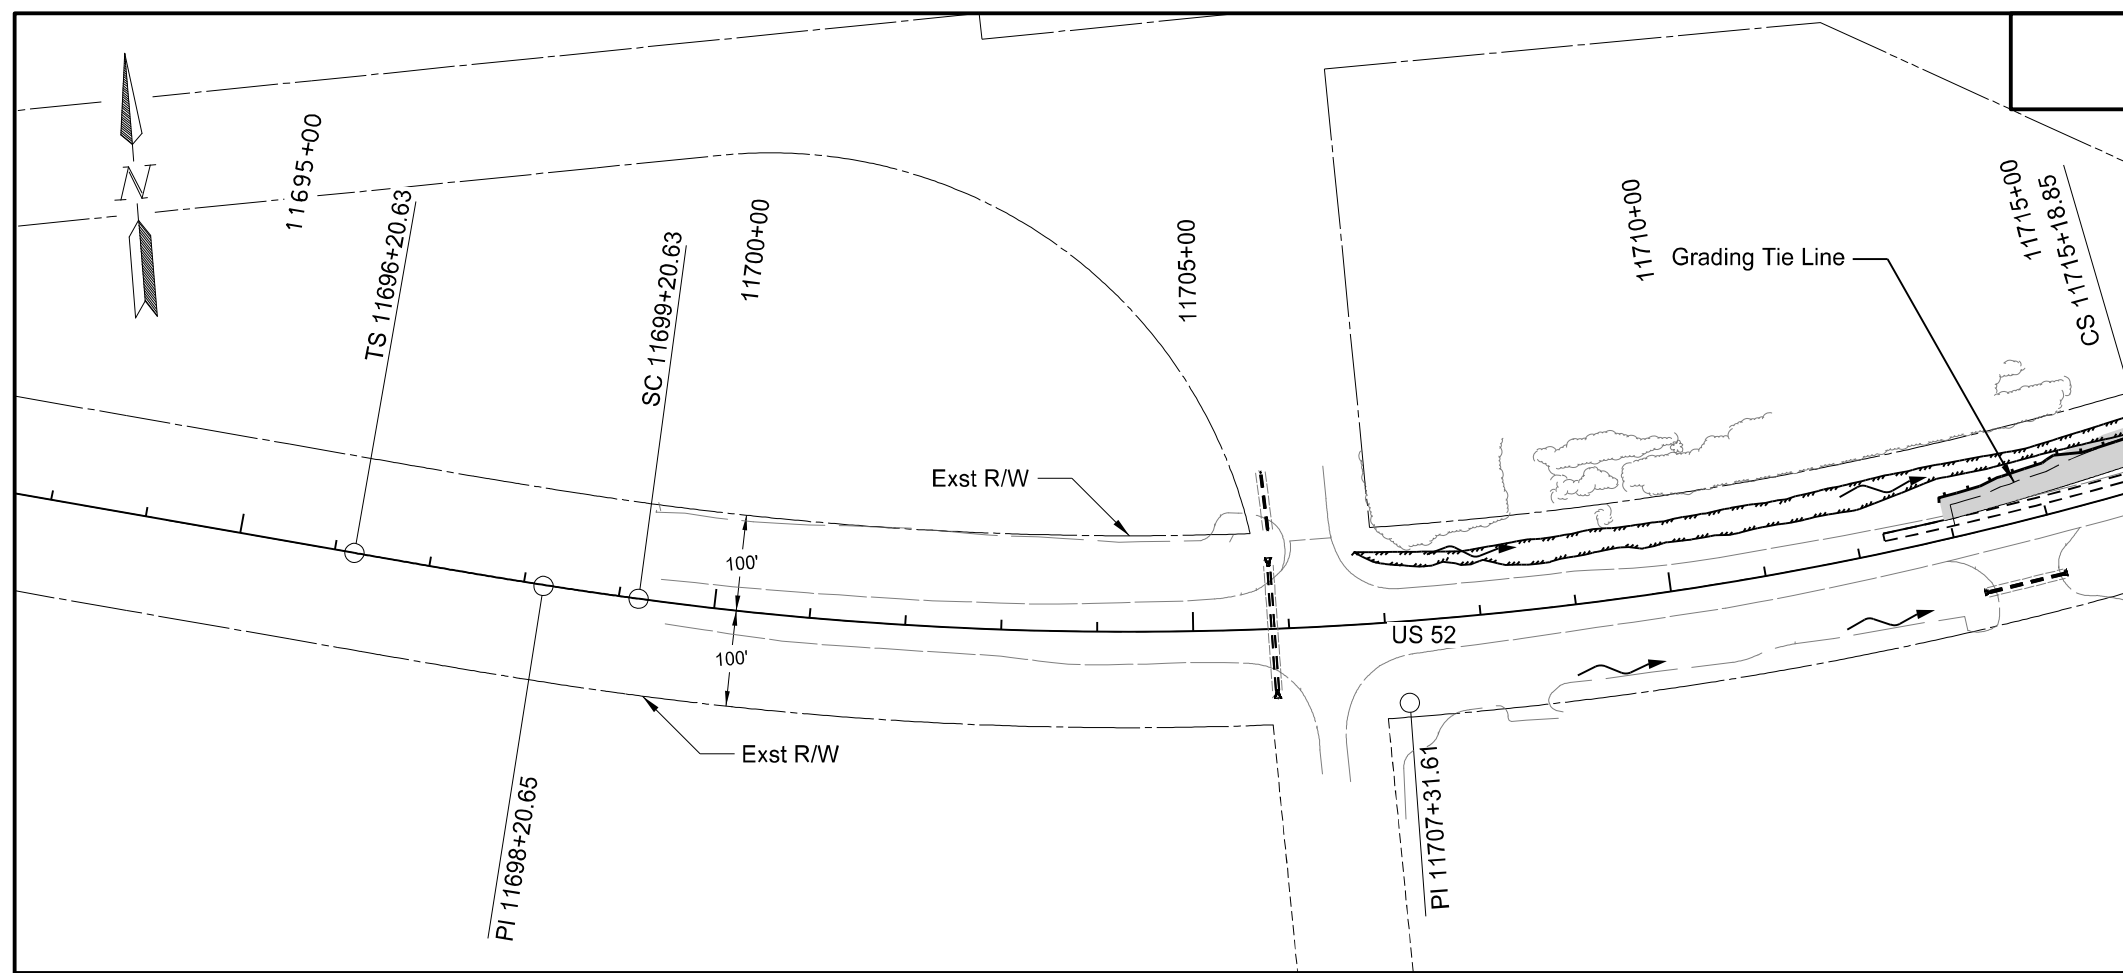 N
11695+00
TS 11696+20.63
SC 11699+20.63
11700+00
11705+00
11710+00
11715+00
CS 11715+18.85
Grading Tie Line
Exst R/W
100'
100'
US 52
Exst R/W
PI 11698+20.65
PI 11707+31.61